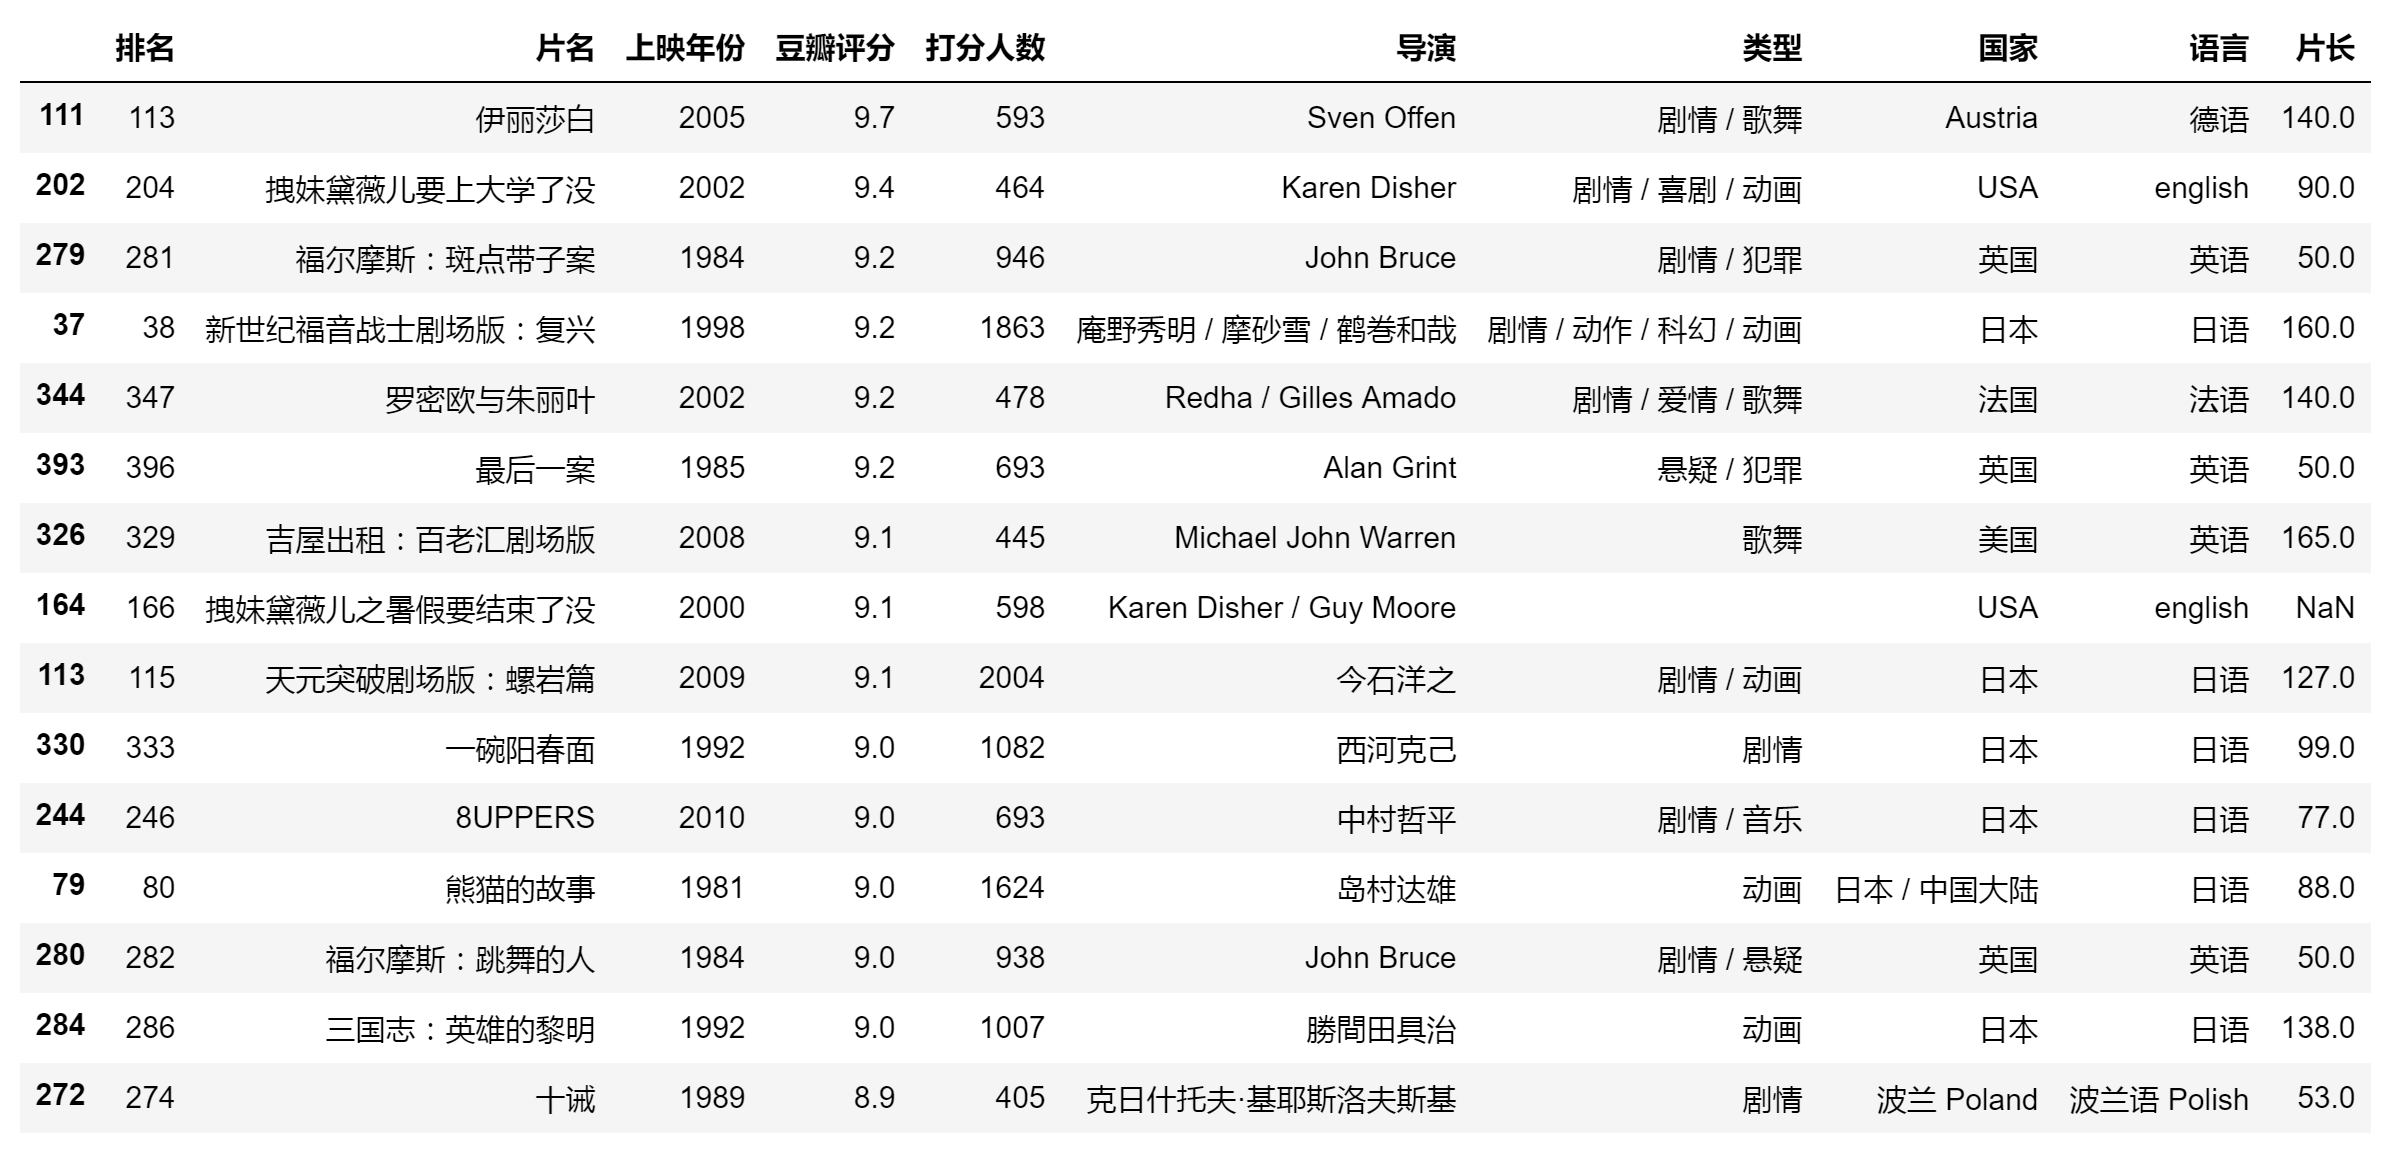 排名 片名 上映年份 豆瓣评分 打分人数 导演 类型 国家 语言 片长
111 113 伊丽莎白 2005 9.7 593 Sven Offen 剧情 / 歌舞 Austria 德语 140.0
202 204 拽妹黛薇儿要上大学了没 2002 9.4 464 Karen Disher 剧情 / 喜剧 / 动画 USA english 90.0
279 281 福尔摩斯：斑点带子案 1984 9.2 946 John Bruce 剧情 / 犯罪 英国 英语 50.0
37 38 新世纪福音战士剧场版：复兴 1998 9.2 1863 庵野秀明 / 摩砂雪 / 鹤巻和哉 剧情 / 动作 / 科幻 / 动画 日本 日语 160.0
344 347 罗密欧与朱丽叶 2002 9.2 478 Redha / Gilles Amado 剧情 / 爱情 / 歌舞 法国 法语 140.0
393 396 最后一案 1985 9.2 693 Alan Grint 悬疑 / 犯罪 英国 英语 50.0
326 329 吉屋出租：百老汇剧场版 2008 9.1 445 Michael John Warren 歌舞 美国 英语 165.0
164 166 拽妹黛薇儿之暑假要结束了没 2000 9.1 598 Karen Disher / Guy Moore USA english NaN
113 115 天元突破剧场版：螺岩篇 2009 9.1 2004 今石洋之 剧情 / 动画 日本 日语 127.0
330 333 一碗阳春面 1992 9.0 1082 西河克己 剧情 日本 日语 99.0
244 246 8UPPERS 2010 9.0 693 中村哲平 剧情 / 音乐 日本 日语 77.0
79 80 熊猫的故事 1981 9.0 1624 岛村达雄 动画 日本 / 中国大陆 日语 88.0
280 282 福尔摩斯：跳舞的人 1984 9.0 938 John Bruce 剧情 / 悬疑 英国 英语 50.0
284 286 三国志：英雄的黎明 1992 9.0 1007 勝間田具治 动画 日本 日语 138.0
272 274 十诫 1989 8.9 405 克日什托夫·基耶斯洛夫斯基 剧情 波兰 Poland 波兰语 Polish 53.0